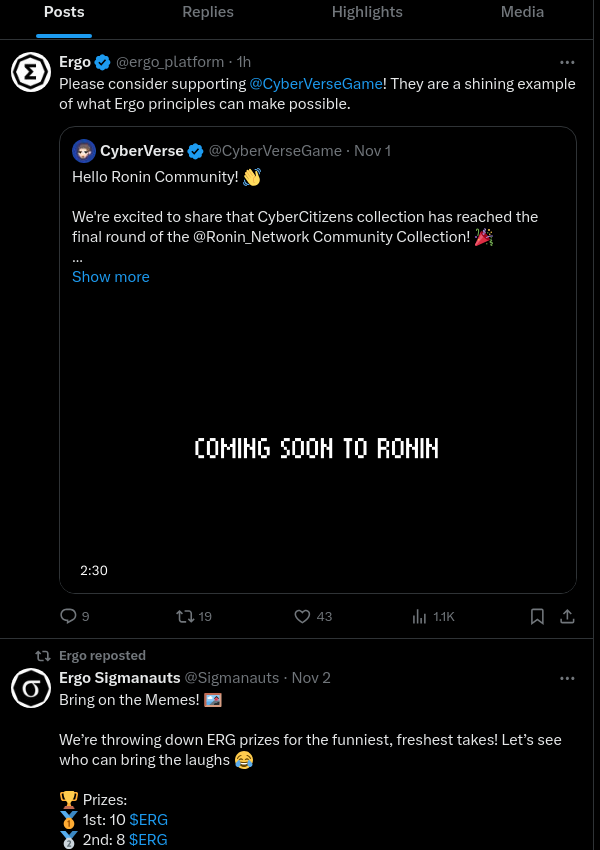 Posts Replies Highlights Media
Ergo @ergo_platform · 1h
Please consider supporting @CyberVerseGame! They are a shining example
of what Ergo principles can make possible.
CyberVerse @CyberVerseGame · Nov 1
Hello Ronin Community! 👋
We're excited to share that CyberCitizens collection has reached the
final round of the @Ronin_Network Community Collection! 🎉
...
Show more
COMING SOON TO RONIN
2:30
9 19 43 1.1K
Ergo reposted
Ergo Sigmanauts @Sigmanauts · Nov 2
Bring on the Memes! 🖼️
We’re throwing down ERG prizes for the funniest, freshest takes! Let’s see
who can bring the laughs 😂
🏆 Prizes:
🥇 1st: 10 $ERG
🥈 2nd: 8 $ERG